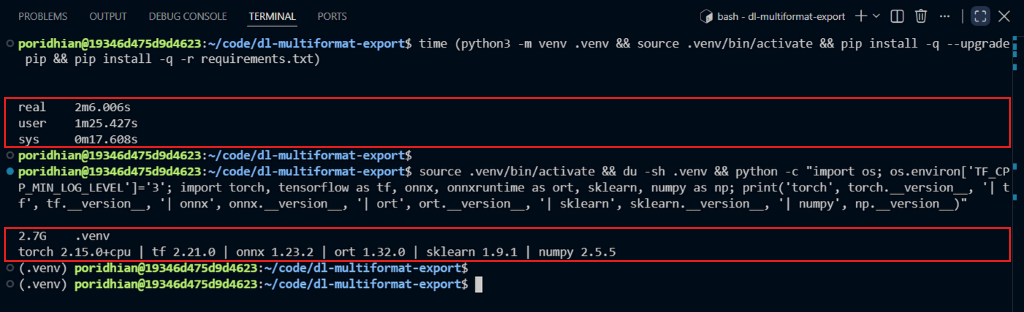 PROBLEMS OUTPUT DEBUG CONSOLE TERMINAL PORTS bash - dl-multiformat-export
poridhian@19346d475d9d4623:~/code/dl-multiformat-export$ time (python3 -m venv .venv && source .venv/bin/activate && pip install -q --upgrade
pip && pip install -q -r requirements.txt)
real 2m6.006s
user 1m25.427s
sys 0m17.608s
poridhian@19346d475d9d4623:~/code/dl-multiformat-export$
poridhian@19346d475d9d4623:~/code/dl-multiformat-export$ source .venv/bin/activate && du -sh .venv && python -c "import os; os.environ['TF_CP
P_MIN_LOG_LEVEL']='3'; import torch, tensorflow as tf, onnx, onnxruntime as ort, sklearn, numpy as np; print('torch', torch.__version__, '| t
f', tf.__version__, '| onnx', onnx.__version__, '| ort', ort.__version__, '| sklearn', sklearn.__version__, '| numpy', np.__version__)"
2.7G .venv
torch 2.15.0+cpu | tf 2.21.0 | onnx 1.23.2 | ort 1.32.0 | sklearn 1.9.1 | numpy 2.5.5
(.venv) poridhian@19346d475d9d4623:~/code/dl-multiformat-export$
(.venv) poridhian@19346d475d9d4623:~/code/dl-multiformat-export$